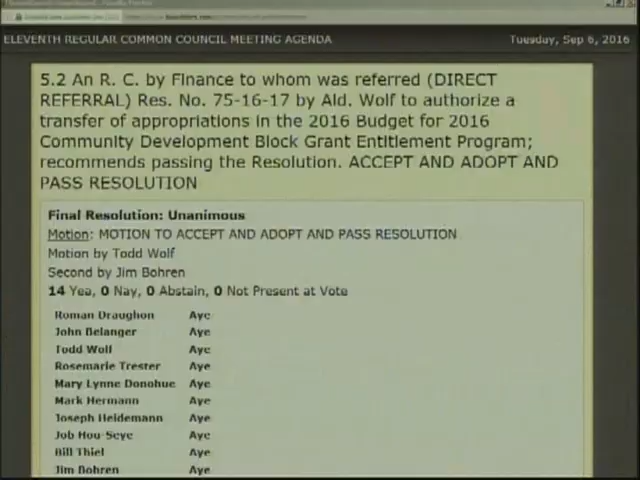 ELEVENTH REGULAR COMMON COUNCIL MEETING AGENDA
Tuesday, Sep 6, 2016
5.2 An R. C. by Finance to whom was referred (DIRECT
REFERRAL) Res. No. 75-16-17 by Ald. Wolf to authorize a
transfer of appropriations in the 2016 Budget for 2016
Community Development Block Grant Entitlement Program;
recommends passing the Resolution. ACCEPT AND ADOPT AND
PASS RESOLUTION
Final Resolution: Unanimous
Motion: MOTION TO ACCEPT AND ADOPT AND PASS RESOLUTION
Motion by Todd Wolf
Second by Jim Bohren
14 Yea, 0 Nay, 0 Abstain, 0 Not Present at Vote
Roman Draughon Aye
John Belanger Aye
Todd Wolf Aye
Rosemarie Trester Aye
Mary Lynne Donohue Aye
Mark Hermann Aye
Joseph Heidemann Aye
Job Hou-Seye Aye
Bill Thiel Aye
Jim Bohren Aye